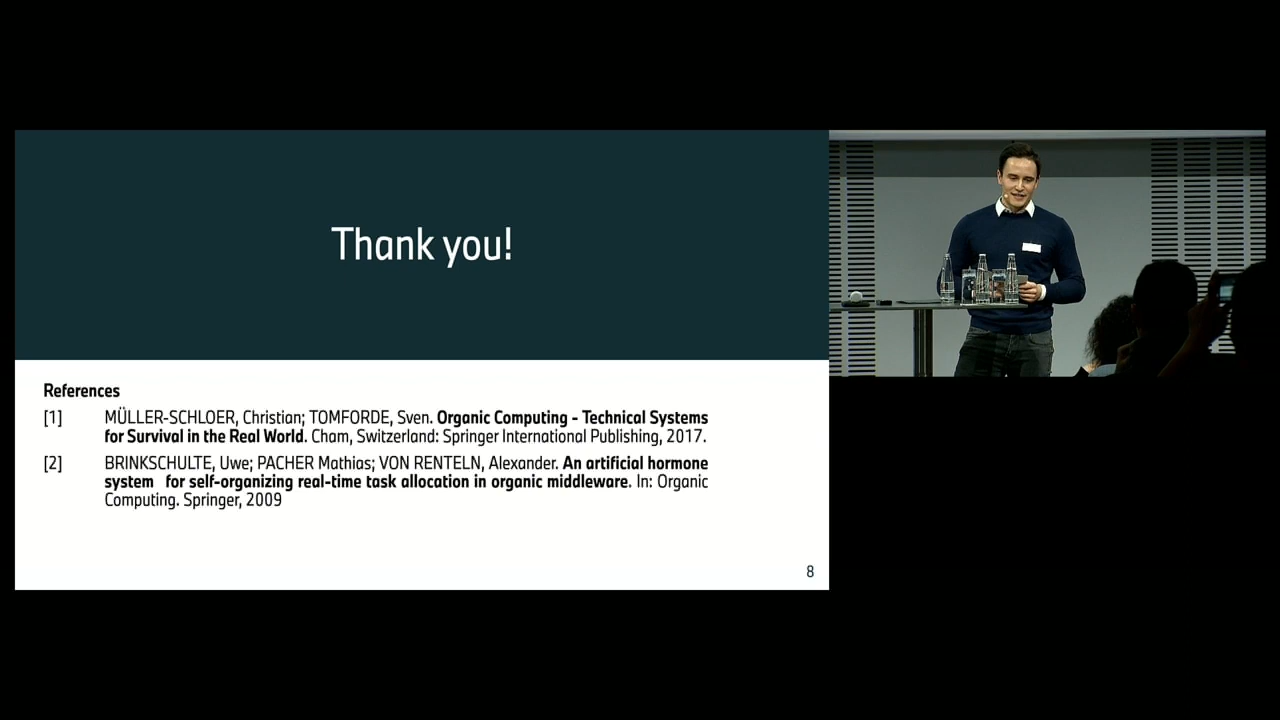 Thank you!
References
[1] MÜLLER-SCHLOER, Christian; TOMFORDE, Sven. Organic Computing - Technical Systems
for Survival in the Real World. Cham, Switzerland: Springer International Publishing, 2017.
[2] BRINKSCHULTE, Uwe; PACHER Mathias; VON RENTELN, Alexander. An artificial hormone
system for self-organizing real-time task allocation in organic middleware. In: Organic
Computing. Springer, 2009
8